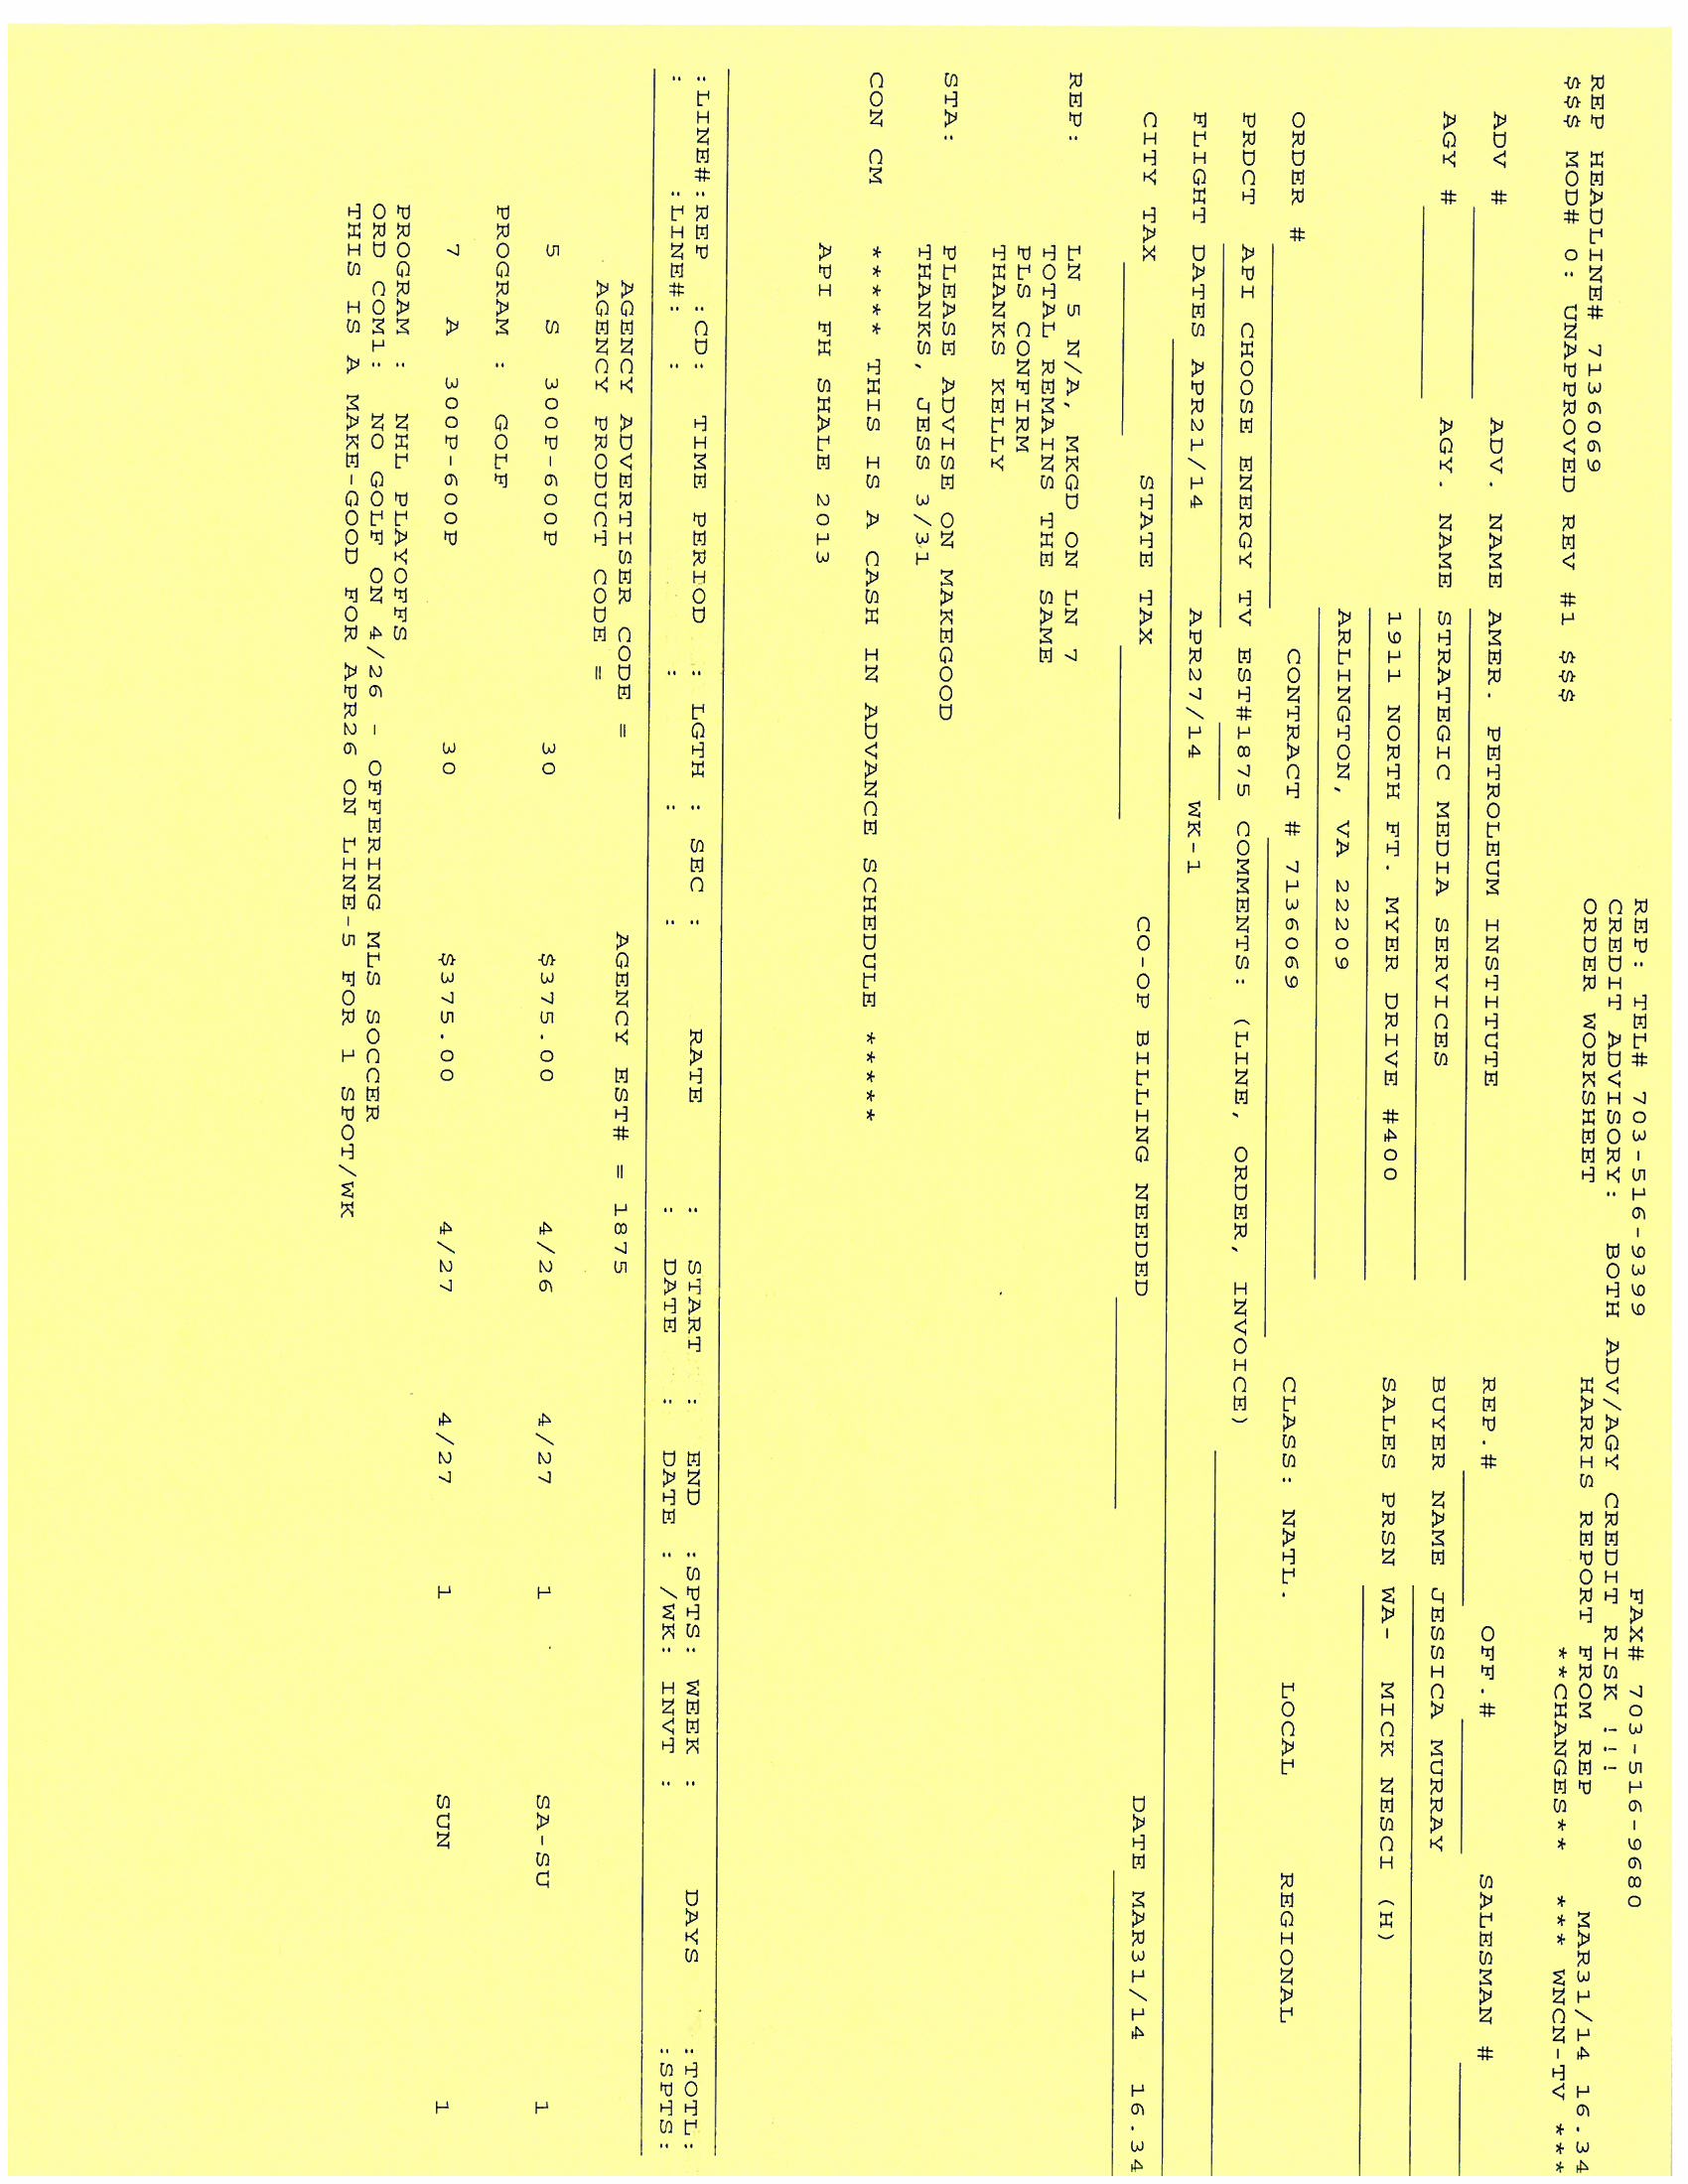 REP: TEL# 703-516-9399 FAX# 703-516-9680
CREDIT ADVISORY: BOTH ADV/AGY CREDIT RISK !!!
REP HEADLINE# 7136069 ORDER WORKSHEET HARRIS REPORT FROM REP MAR31/14 16.34
$$$ MOD# 0: UNAPPROVED REV #1 $$$ **CHANGES** *** WNCN-TV ***
ADV # ADV. NAME AMER. PETROLEUM INSTITUTE REP.# OFF.# SALESMAN #
AGY # AGY. NAME STRATEGIC MEDIA SERVICES BUYER NAME JESSICA MURRAY
1911 NORTH FT. MYER DRIVE #400 SALES PRSN WA- MICK NESCI (H)
ARLINGTON, VA 22209
ORDER # CONTRACT # 7136069 CLASS: NATL. LOCAL REGIONAL
PRDCT API CHOOSE ENERGY TV EST#1875 COMMENTS: (LINE, ORDER, INVOICE)
FLIGHT DATES APR21/14 APR27/14 WK-1
CITY TAX STATE TAX CO-OP BILLING NEEDED DATE MAR31/14 16.34
REP: LN 5 N/A, MKGD ON LN 7
TOTAL REMAINS THE SAME
PLS CONFIRM
THANKS KELLY
STA: PLEASE ADVISE ON MAKEGOOD
THANKS, JESS 3/31
CON CM ***** THIS IS A CASH IN ADVANCE SCHEDULE *****
API FH SHALE 2013
:LINE#:REP :CD: TIME PERIOD : LGTH : SEC : RATE : START : END :SPTS: WEEK : DAYS :TOTL:
: :LINE#: : : : : : DATE : DATE : /WK: INVT : :SPTS:
AGENCY ADVERTISER CODE = AGENCY EST# = 1875
AGENCY PRODUCT CODE =
5 S 300P-600P 30 $375.00 4/26 4/27 1 SA-SU 1
PROGRAM : GOLF
7 A 300P-600P 30 $375.00 4/27 4/27 1 SUN 1
PROGRAM : NHL PLAYOFFS
ORD COM1: NO GOLF ON 4/26 - OFFERING MLS SOCCER
THIS IS A MAKE-GOOD FOR APR26 ON LINE-5 FOR 1 SPOT/WK